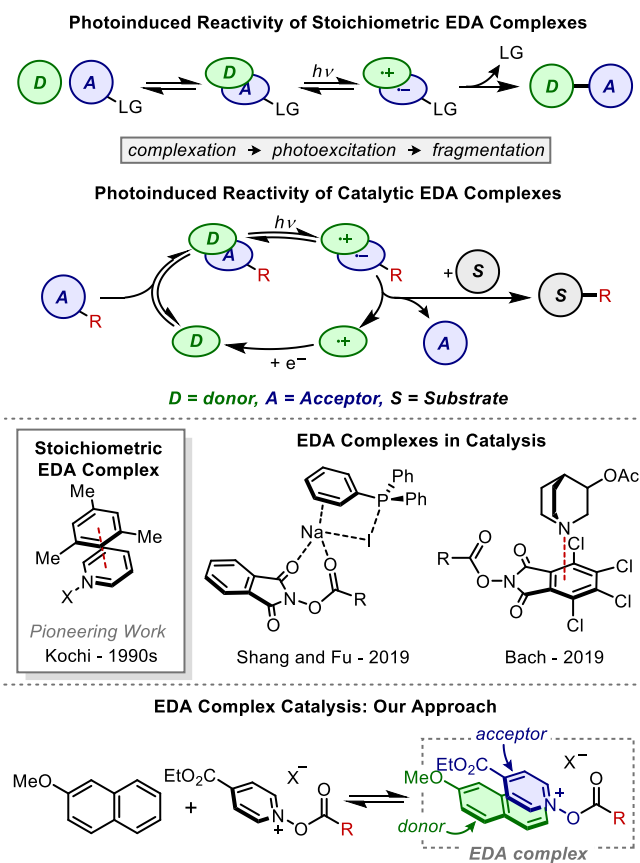 Photoinduced Reactivity of Stoichiometric EDA Complexes
LG
D A D hν •+ D A
A •–
LG LG LG
complexation → photoexcitation → fragmentation
Photoinduced Reactivity of Catalytic EDA Complexes
hν
D •+
A •– + S
R R
A S R
R
D •+ A
+ e–
D = donor, A = Acceptor, S = Substrate
Stoichiometric
EDA Complex
Me
Me
Me
N
X
Pioneering Work
Kochi - 1990s
EDA Complexes in Catalysis
Ph
P Ph
Na
I
O O
N
O R
O
Shang and Fu - 2019
OAc
N
O Cl
R O Cl
O N
O Cl
Cl
Bach - 2019
EDA Complex Catalysis: Our Approach
MeO
+
EtO2C X–
O
N
+ O R
acceptor
EtO2C X–
MeO O
+
N
O R
donor
EDA complex